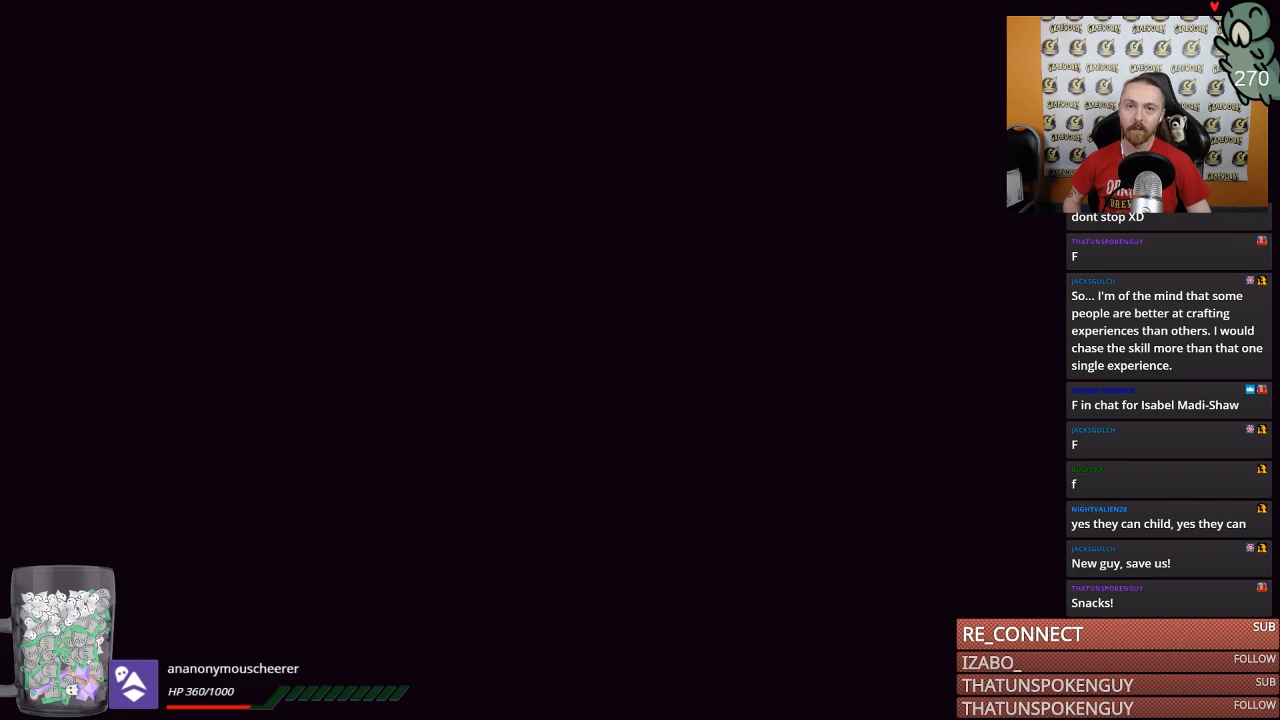 GAMEWORKS
270
dont stop XD
THATUNSPOKENGUY
F
JACKSGULCH
So... I'm of the mind that some
people are better at crafting
experiences than others. I would
chase the skill more than that one
single experience.
F in chat for Isabel Madi-Shaw
JACKSGULCH
F
f
NIGHTVALIEN28
yes they can child, yes they can
JACKSGULCH
New guy, save us!
THATUNSPOKENGUY
Snacks!
RE_CONNECT SUB
IZABO_ FOLLOW
THATUNSPOKENGUY SUB
THATUNSPOKENGUY FOLLOW
ananonymouscheerer
HP 360/1000